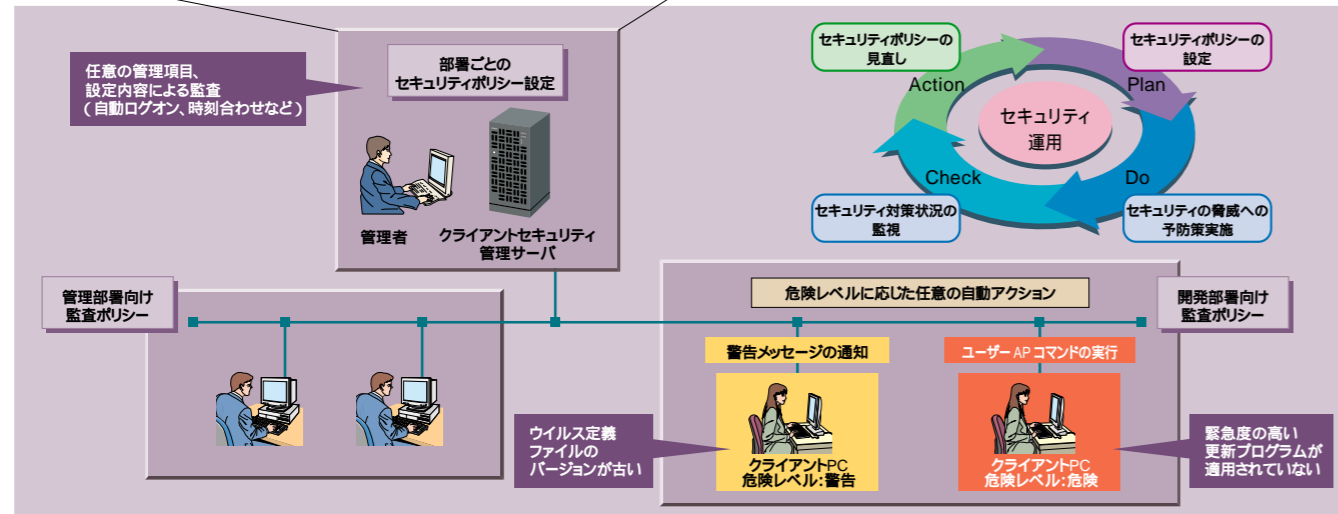 任意の管理項目、
設定内容による監査
(自動ログオン、時刻合わせなど)
部署ごとの
セキュリティポリシー設定
管理者
クライアントセキュリティ
管理サーバ
セキュリティポリシーの
見直し
セキュリティポリシーの
設定
Action
Plan
セキュリティ
運用
Check
Do
セキュリティ対策状況の
監視
セキュリティの脅威への
予防策実施
管理部署向け
監査ポリシー
危険レベルに応じた任意の自動アクション
開発部署向け
監査ポリシー
警告メッセージの通知
ユーザーAPコマンドの実行
ウイルス定義
ファイルの
バージョンが古い
クライアントPC
危険レベル:警告
クライアントPC
危険レベル:危険
緊急度の高い
更新プログラムが
適用されていない